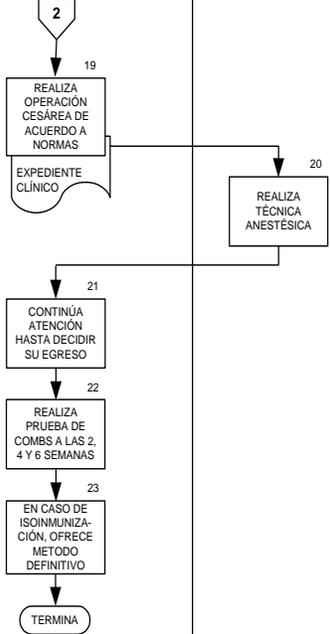 2
19
REALIZA
OPERACIÓN
CESÁREA DE
ACUERDO A
NORMAS
EXPEDIENTE
CLÍNICO
20
REALIZA
TÉCNICA
ANESTÉSICA
21
CONTINÚA
ATENCIÓN
HASTA DECIDIR
SU EGRESO
22
REALIZA
PRUEBA DE
COMBS A LAS 2,
4 Y 6 SEMANAS
23
EN CASO DE
ISOINMUNIZA-
CIÓN, OFRECE
METODO
DEFINITIVO
TERMINA